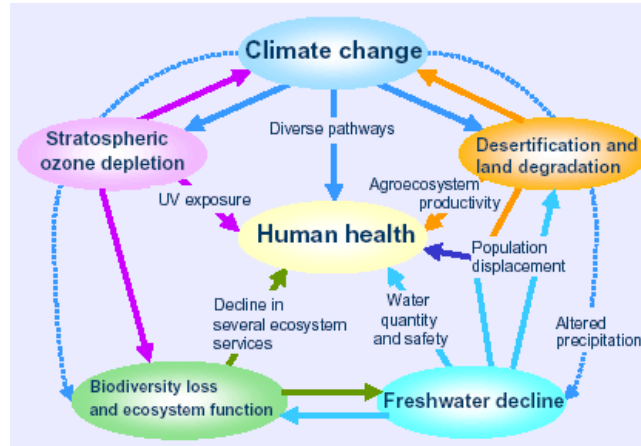 Climate change
Diverse pathways
Stratospheric
ozone depletion
Desertification and
land degradation
UV exposure
Agroecosystem
productivity
Human health
Population
displacement
Decline in
several ecosystem
services
Water
quantity
and safety
Altered
precipitation
Biodiversity loss
and ecosystem function
Freshwater decline